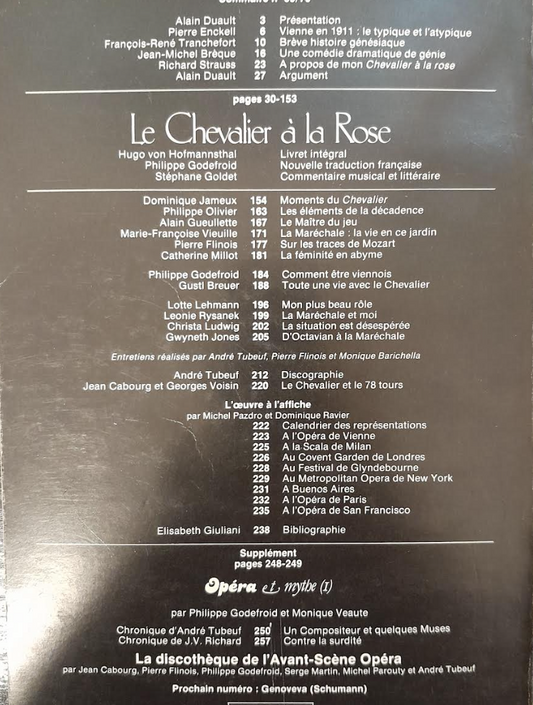 Alain Duault 3 Présentation
Pierre Enckell 6 Vienne en 1911 : le typique et l'atypique
François-René Tranchefort 10 Brève histoire génésiaque
Jean-Michel Brèque 16 Une comédie dramatique de génie
Richard Strauss 23 A propos de mon Chevalier à la rose
Alain Duault 27 Argument
pages 30-153
Le Chevalier à la Rose
Hugo von Hofmannsthal Livret intégral
Philippe Godefroid Nouvelle traduction française
Stéphane Goldet Commentaire musical et littéraire
Dominique Jameux 154 Moments du Chevalier
Philippe Olivier 163 Les éléments de la décadence
Alain Gueullette 167 Le Maître du jeu
Marie-Françoise Vieuille 171 La Maréchale : la vie en ce jardin
Pierre Flinois 177 Sur les traces de Mozart
Catherine Millot 181 La féminité en abyme
Philippe Godefroid 184 Comment être viennois
Gustl Breuer 188 Toute une vie avec le Chevalier
Lotte Lehmann 196 Mon plus beau rôle
Leonie Rysanek 199 La Maréchale et moi
Christa Ludwig 202 La situation est désespérée
Gwyneth Jones 205 D'Octavian à la Maréchale
Entretiens réalisés par André Tubeuf, Pierre Flinois et Monique Barichella
André Tubeuf 212 Discographie
Jean Cabourg et Georges Voisin 220 Le Chevalier et le 78 tours
L'œuvre à l'affiche
par Michel Pazdro et Dominique Ravier
222 Calendrier des représentations
223 A l'Opéra de Vienne
225 A la Scala de Milan
226 Au Covent Garden de Londres
228 Au Festival de Glyndebourne
229 Au Metropolitan Opera de New York
231 A Buenos Aires
232 A l'Opéra de Paris
235 A l'Opéra de San Francisco
Elisabeth Giuliani 238 Bibliographie
Supplément
pages 248-249
Opéra et mythe (I)
par Philippe Godefroid et Monique Veaute
Chronique d'André Tubeuf 250 Un Compositeur et quelques Muses
Chronique de J.V. Richard 257 Contre la surdité
La discothèque de l'Avant-Scène Opéra
par Jean Cabourg, Pierre Flinois, Philippe Godefroid, Serge Martin, Michel Parouty et André Tubeuf
Prochain numéro : Genoveva (Schumann)